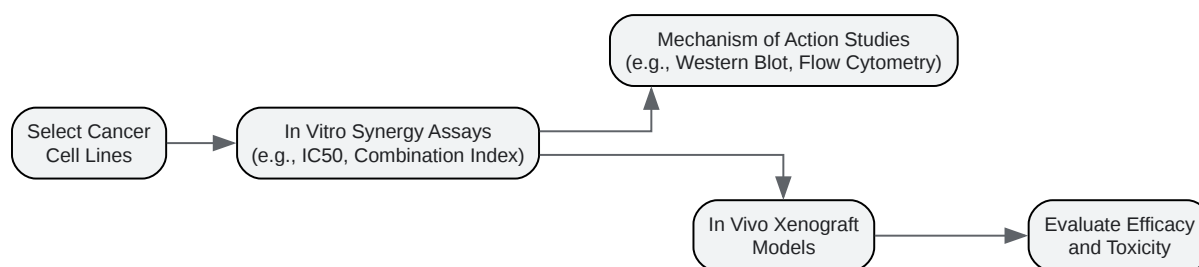 Mechanism of Action Studies
(e.g., Western Blot, Flow Cytometry)
Select Cancer
Cell Lines
In Vitro Synergy Assays
(e.g., IC50, Combination Index)
In Vivo Xenograft
Models
Evaluate Efficacy
and Toxicity